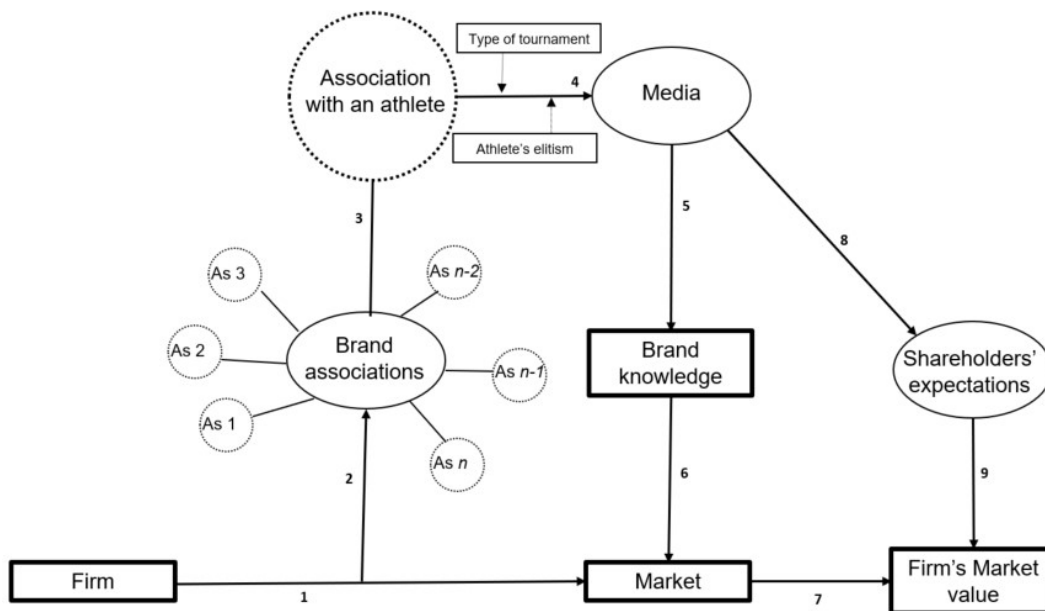 Type of tournament
Association
with an athlete
4
Media
Athlete's elitism
3
5
8
As 3
As n-2
As 2
Brand
associations
As n-1
Brand
knowledge
Shareholders'
expectations
As 1
As n
2
6
9
Firm
1
Market
7
Firm's Market
value